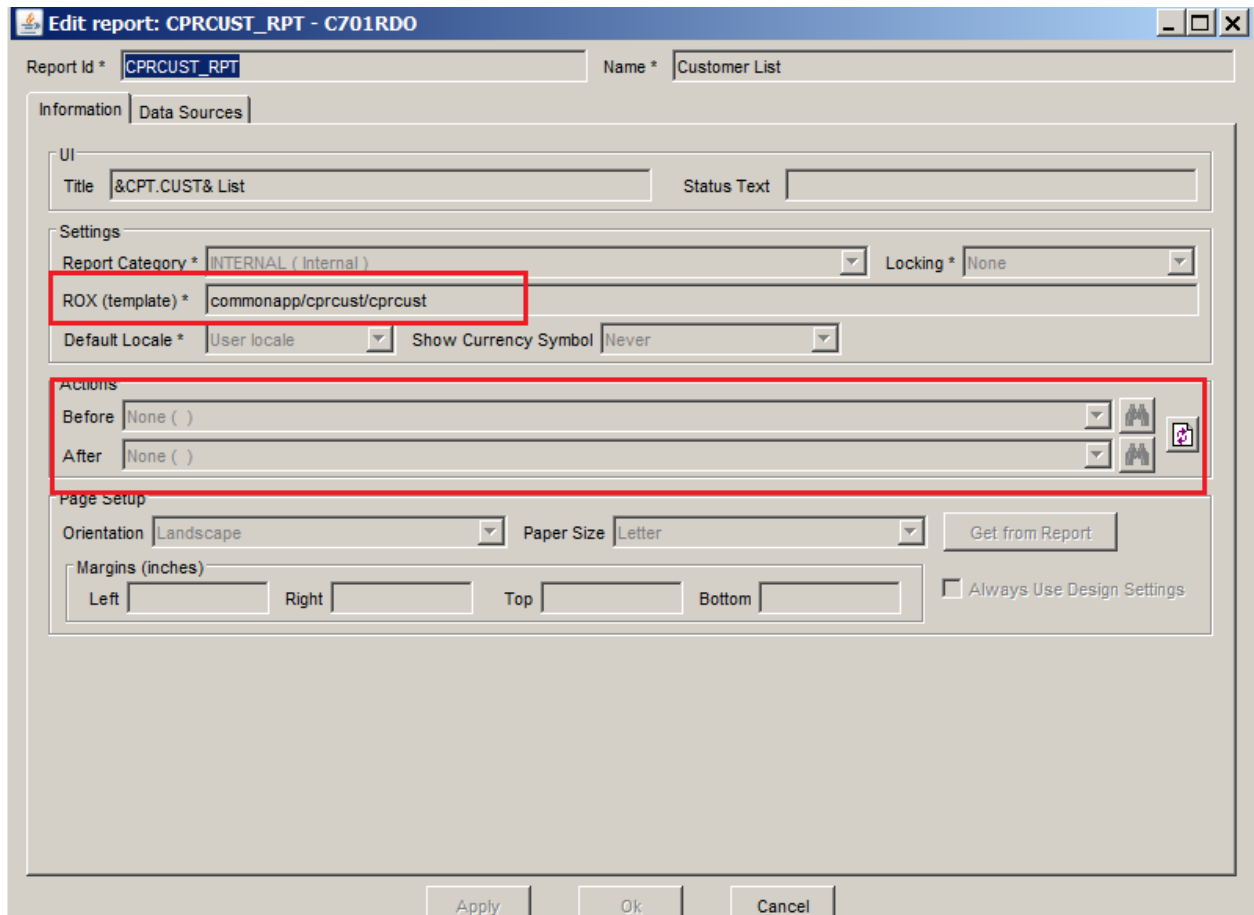 Edit report: CPRCUST_RPT - C701RDO
Report Id * CPRCUST_RPT Name * Customer List
Information Data Sources
UI
Title &CPT.CUST& List Status Text
Settings
Report Category * INTERNAL ( Internal ) Locking * None
ROX (template) * commonapp/cprcust/cprcust
Default Locale * User locale Show Currency Symbol Never
Actions
Before None ( )
After None ( )
Page Setup
Orientation Landscape Paper Size Letter Get from Report
Margins (inches)
Left Right Top Bottom Always Use Design Settings
Apply Ok Cancel